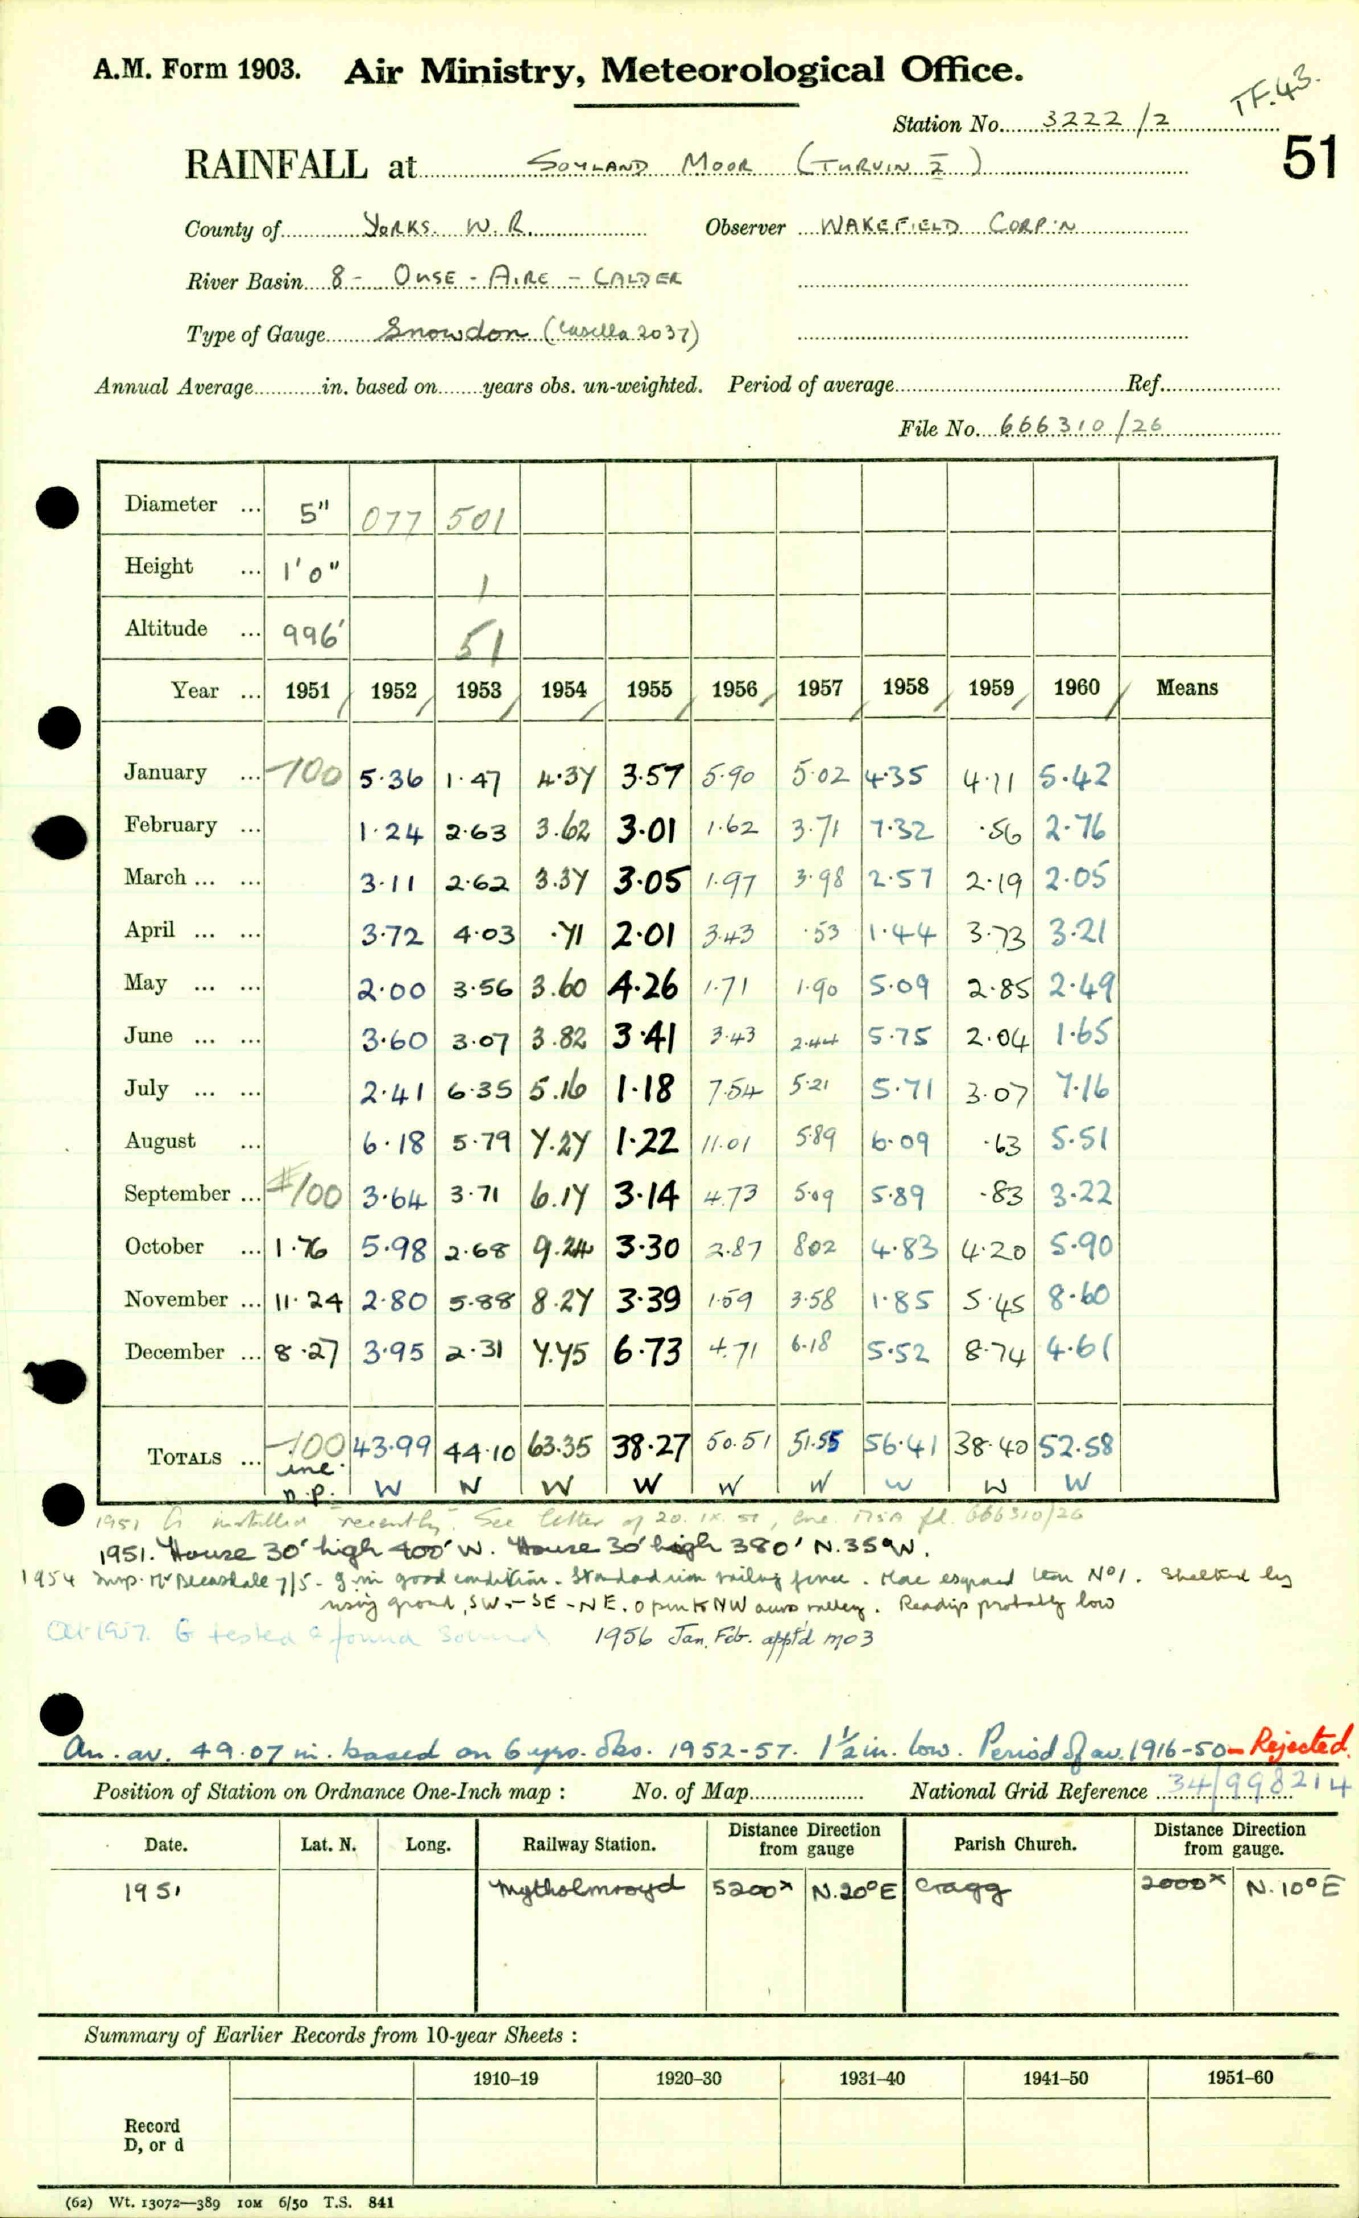 A.M. Form 1903. Air Ministry, Meteorological Office.
TF.43.
Station No. 3222/2
51
RAINFALL at SOYLAND MOOR (TURVIN 2)
County of YORKS. W.R. Observer WAKEFIELD CORP'N
River Basin 8 - OUSE - AIRE - CALDER
Type of Gauge Snowdon (Casella 2037)
Annual Average in. based on years obs. un-weighted. Period of average Ref.
File No. 666310/26
Diameter ... 5" 077 501
Height ... 1'0" 1
Altitude ... 996' 51
Year ... 1951 1952 1953 1954 1955 1956 1957 1958 1959 1960 Means
January ... -100 5.36 1.47 4.37 3.57 5.90 5.02 4.35 4.11 5.42
February ... 1.24 2.63 3.62 3.01 1.62 3.71 7.32 .56 2.76
March ... ... 3.11 2.62 3.37 3.05 1.97 3.98 2.57 2.19 2.05
April ... ... 3.72 4.03 .71 2.01 3.43 .53 1.44 3.73 3.21
May ... ... 2.00 3.56 3.60 4.26 1.71 1.90 5.09 2.85 2.49
June ... ... 3.60 3.07 3.82 3.41 3.43 2.44 5.75 2.04 1.65
July ... ... 2.41 6.35 5.16 1.18 7.54 5.21 5.71 3.07 7.16
August ... 6.18 5.79 7.27 1.22 11.01 5.89 6.09 .63 5.51
September ... 100 3.64 3.71 6.17 3.14 4.73 5.09 5.89 .83 3.22
October ... 1.76 5.98 2.68 9.24 3.30 2.87 8.02 4.83 4.20 5.90
November ... 11.24 2.80 5.88 8.27 3.39 1.59 3.58 1.85 5.45 8.60
December ... 8.27 3.95 2.31 7.75 6.73 4.71 6.18 5.52 8.74 4.61
TOTALS ... -100 43.99 44.10 63.35 38.27 50.51 51.55 56.41 38.40 52.58
inc. n.p. W W W W W W W W W
1951 G installed "recently". See letter of 20.IX.51, 666310/26
1951. House 30' high 400' W. House 30' high 380' N.35°W.
1954 Insp. Mr Bleasdale 7/5 - g in good condition. Standard iron railing fence. More exposed than No1. Sheltered by
rising ground, SW - SE - NE. Open to NW across valley. Readings probably low
Oct 1957. G tested & found sound 1956 Jan. Feb. appt'd mo3
An. av. 49.07 in. based on 6 yrs. obs. 1952-57. 1½ in. low. Period of av. 1916-50 - Rejected.
Position of Station on Ordnance One-Inch map : No. of Map National Grid Reference 34/998214
Date. Lat. N. Long. Railway Station. Distance from Direction gauge Parish Church. Distance from Direction gauge.
1951 Mytholmroyd 5200x N.20°E Cragg 2000x N.10°E
Summary of Earlier Records from 10-year Sheets :
1910–19 1920–30 1931–40 1941–50 1951–60
Record
D, or d
(62) Wt. 13072—389 10M 6/50 T.S. 841